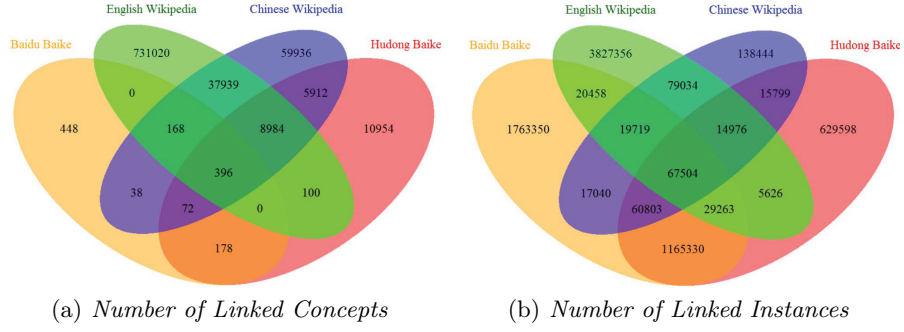 English Wikipedia Chinese Wikipedia
Baidu Baike Hudong Baike
731020 59936
0 37939 5912
448 168 8984 10954
396
38 72 0 100
178
(a) Number of Linked Concepts
English Wikipedia Chinese Wikipedia
Baidu Baike Hudong Baike
3827356 138444
20458 79034 15799
1763350 19719 14976 629598
67504
17040 60803 29263 5626
1165330
(b) Number of Linked Instances